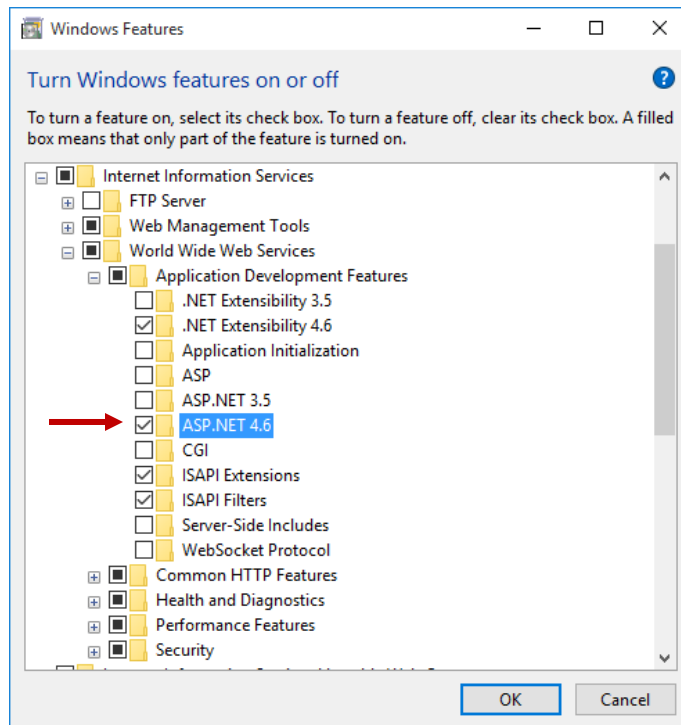 Windows Features
Turn Windows features on or off
To turn a feature on, select its check box. To turn a feature off, clear its check box. A filled
box means that only part of the feature is turned on.
Internet Information Services
FTP Server
Web Management Tools
World Wide Web Services
Application Development Features
.NET Extensibility 3.5
.NET Extensibility 4.6
Application Initialization
ASP
ASP.NET 3.5
ASP.NET 4.6
CGI
ISAPI Extensions
ISAPI Filters
Server-Side Includes
WebSocket Protocol
Common HTTP Features
Health and Diagnostics
Performance Features
Security
OK
Cancel